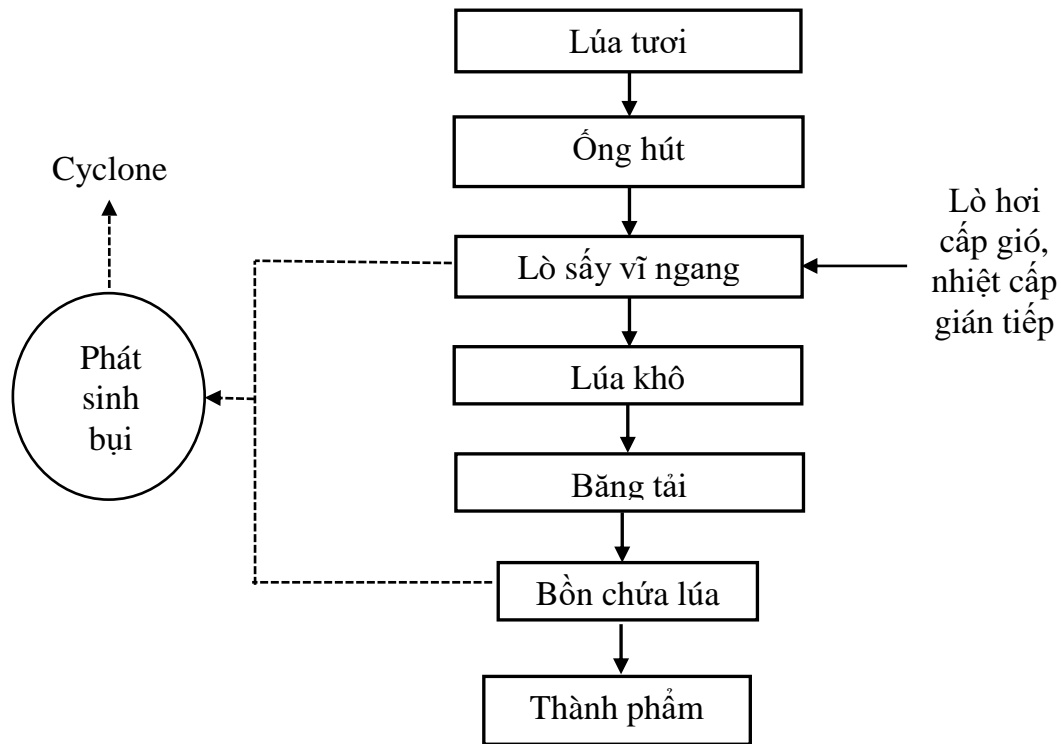 Lúa tươi
Ống hút
Cyclone
Lò hơi
cấp gió,
nhiệt cấp
gián tiếp
Lò sấy vĩ ngang
Phát
sinh
bụi
Lúa khô
Băng tải
Bồn chứa lúa
Thành phẩm